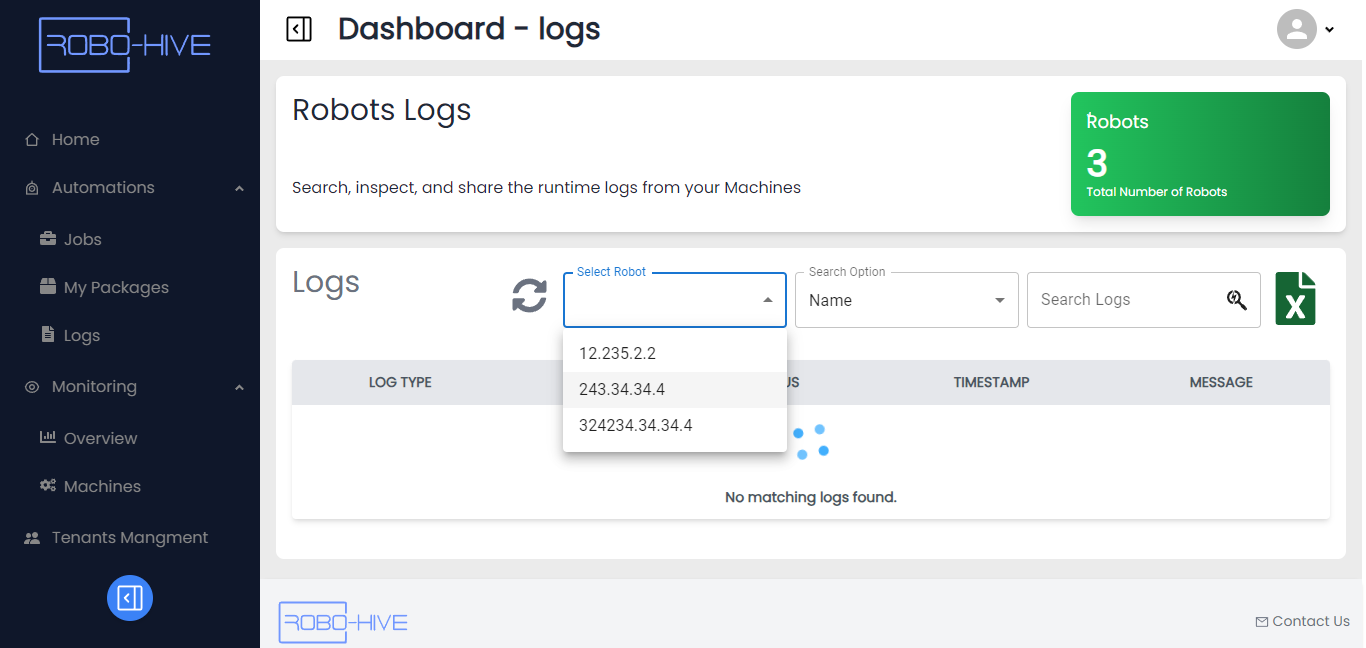 ROBO-HIVE
Dashboard - logs
Home
Automations
Jobs
My Packages
Logs
Monitoring
Overview
Machines
Tenants Mangment
Robots Logs
Search, inspect, and share the runtime logs from your Machines
Robots
3
Total Number of Robots
Logs
Select Robot
Search Option
Name
Search Logs
X
12.235.2.2
243.34.34.4
324234.34.34.4
LOG TYPE
US
TIMESTAMP
MESSAGE
No matching logs found.
ROBO-HIVE
Contact Us